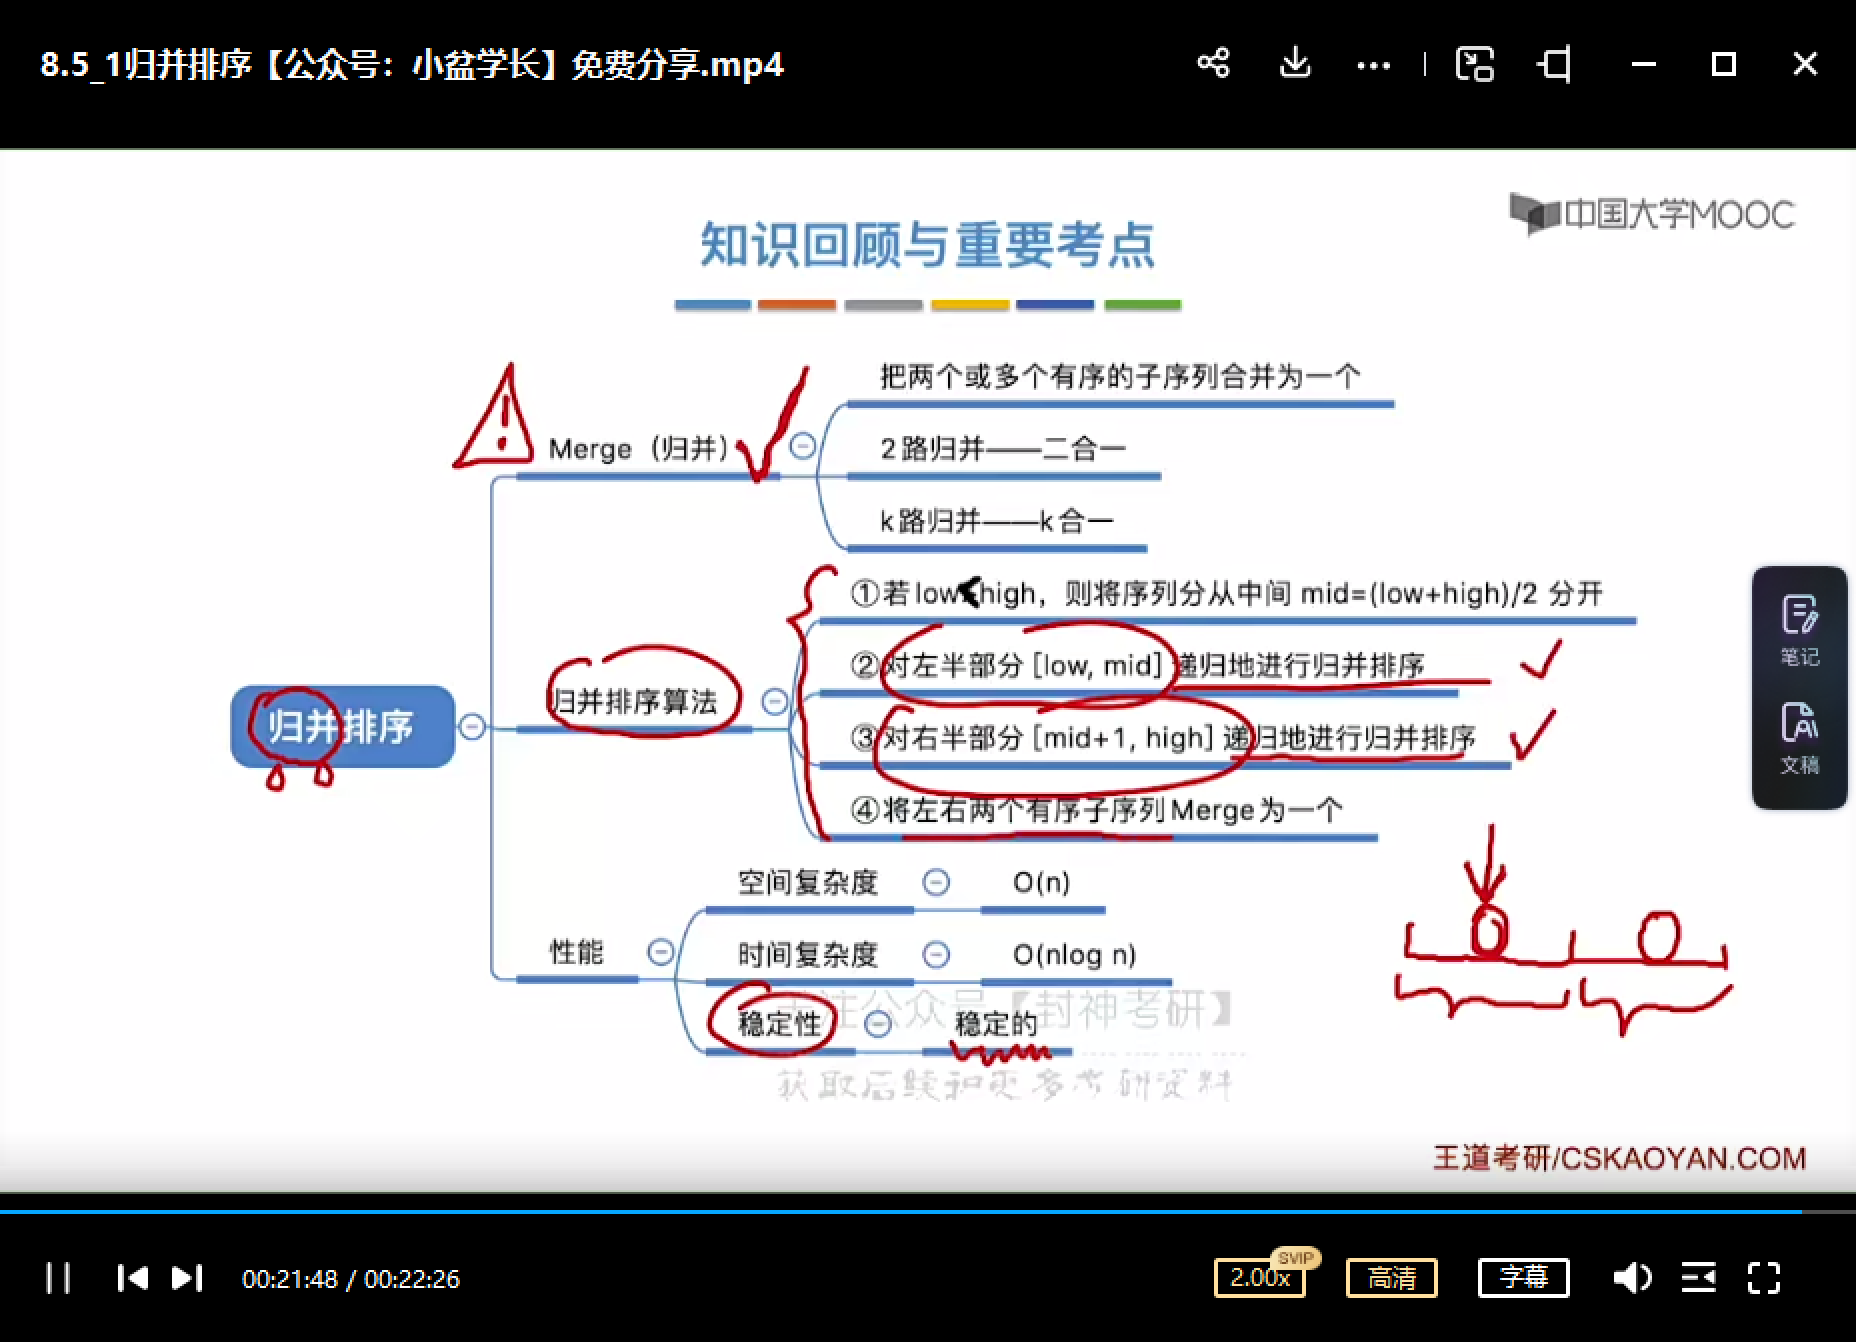 8.5_1归并排序【公众号：小盆学长】免费分享.mp4
中国大学MOOC
知识回顾与重要考点
把两个或多个有序的子序列合并为一个
Merge（归并）
2路归并——二合一
k路归并——k合一
①若low<high，则将序列分从中间 mid=(low+high)/2 分开
②对左半部分 [low, mid] 递归地进行归并排序
归并排序算法
归并排序
③对右半部分 [mid+1, high] 递归地进行归并排序
④将左右两个有序子序列Merge为一个
空间复杂度
O(n)
性能
时间复杂度
O(nlog n)
关注公众号【封神考研】
稳定性
稳定的
获取后续和更多考研资料
笔记
文稿
王道考研/CSKAOYAN.COM
00:21:48 / 00:22:26
2.00x
SVIP
高清
字幕